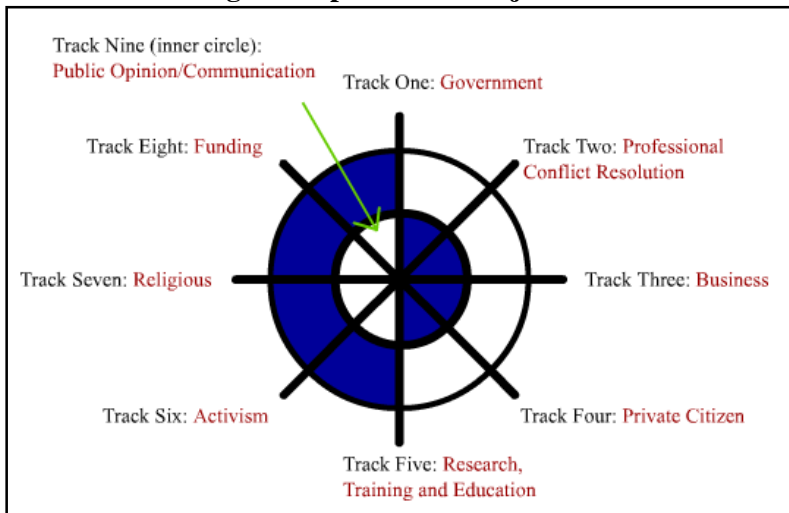 Track Nine (inner circle):
Public Opinion/Communication
Track One: Government
Track Eight: Funding
Track Two: Professional
Conflict Resolution
Track Seven: Religious
Track Three: Business
Track Six: Activism
Track Four: Private Citizen
Track Five: Research,
Training and Education